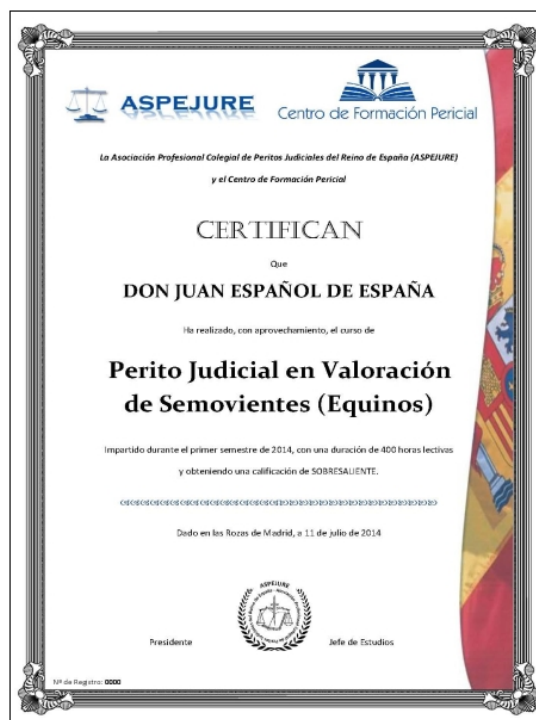 ASPEJURE
Centro de Formación Pericial
La Asociación Profesional Colegial de Peritos Judiciales del Reino de España (ASPEJURE)
y el Centro de Formación Pericial
CERTIFICAN
Que
DON JUAN ESPAÑOL DE ESPAÑA
Ha realizado, con aprovechamiento, el curso de
Perito Judicial en Valoración
de Semovientes (Equinos)
Impartido durante el primer semestre de 2014, con una duración de 400 horas lectivas
y obteniendo una calificación de SOBRESALIENTE.
Dado en las Rozas de Madrid, a 11 de julio de 2014
ASPEJURE
Presidente
Jefe de Estudios
Nº de Registro: 0000